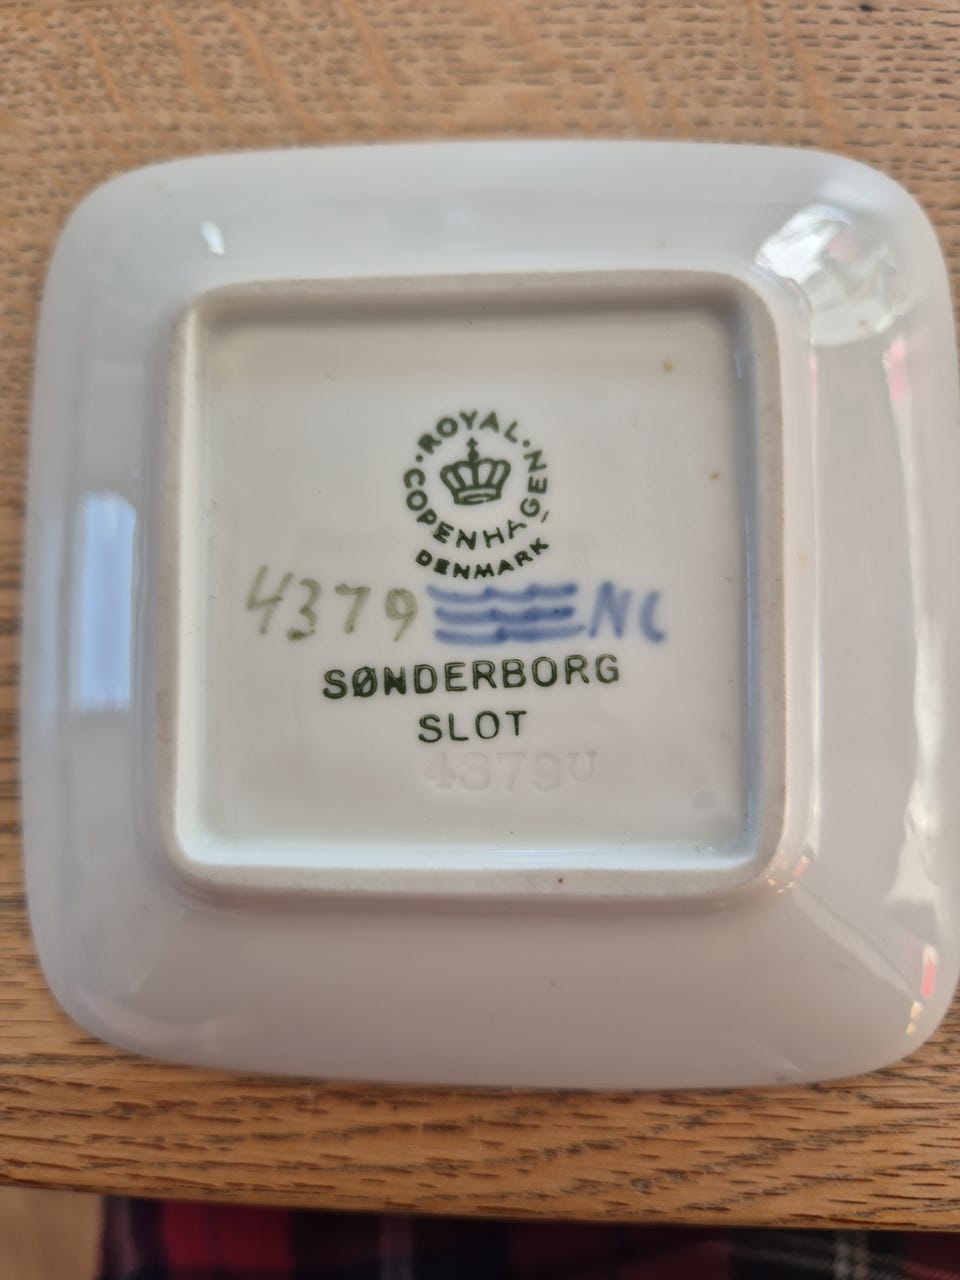 ROYAL
COPENHAGEN
DENMARK
4379 NC
SØNDERBORG
SLOT
4379U